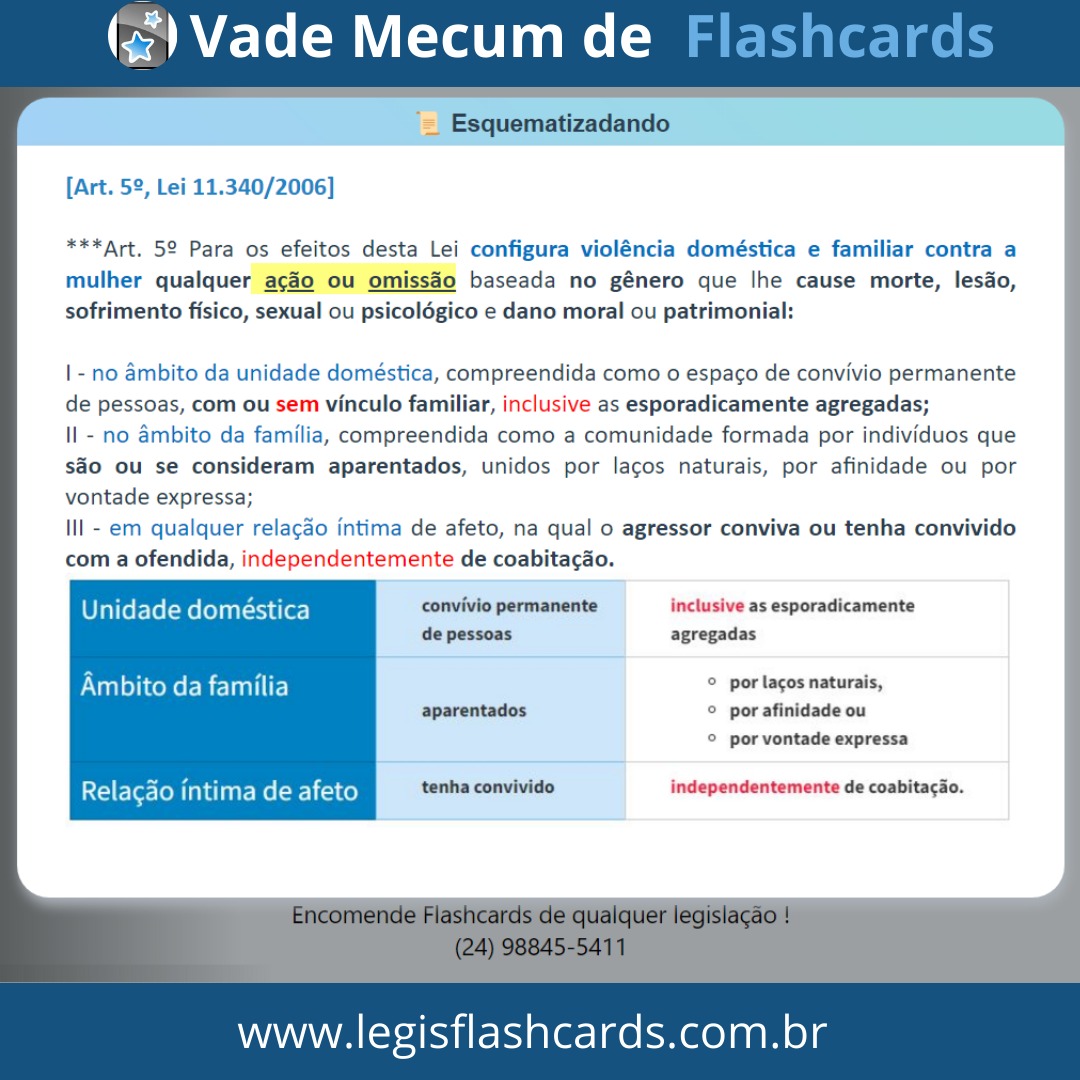 Vade Mecum de Flashcards
Esquematizadando
[Art. 5º, Lei 11.340/2006]
***Art. 5º Para os efeitos desta Lei configura violência doméstica e familiar contra a
mulher qualquer ação ou omissão baseada no gênero que lhe cause morte, lesão,
sofrimento físico, sexual ou psicológico e dano moral ou patrimonial:
I - no âmbito da unidade doméstica, compreendida como o espaço de convívio permanente
de pessoas, com ou sem vínculo familiar, inclusive as esporadicamente agregadas;
II - no âmbito da família, compreendida como a comunidade formada por indivíduos que
são ou se consideram aparentados, unidos por laços naturais, por afinidade ou por
vontade expressa;
III - em qualquer relação íntima de afeto, na qual o agressor conviva ou tenha convivido
com a ofendida, independentemente de coabitação.
Unidade doméstica
convívio permanente
de pessoas
inclusive as esporadicamente
agregadas
Âmbito da família
aparentados
por laços naturais,
por afinidade ou
por vontade expressa
Relação íntima de afeto
tenha convivido
independentemente de coabitação.
Encomende Flashcards de qualquer legislação !
(24) 98845-5411
www.legisflashcards.com.br